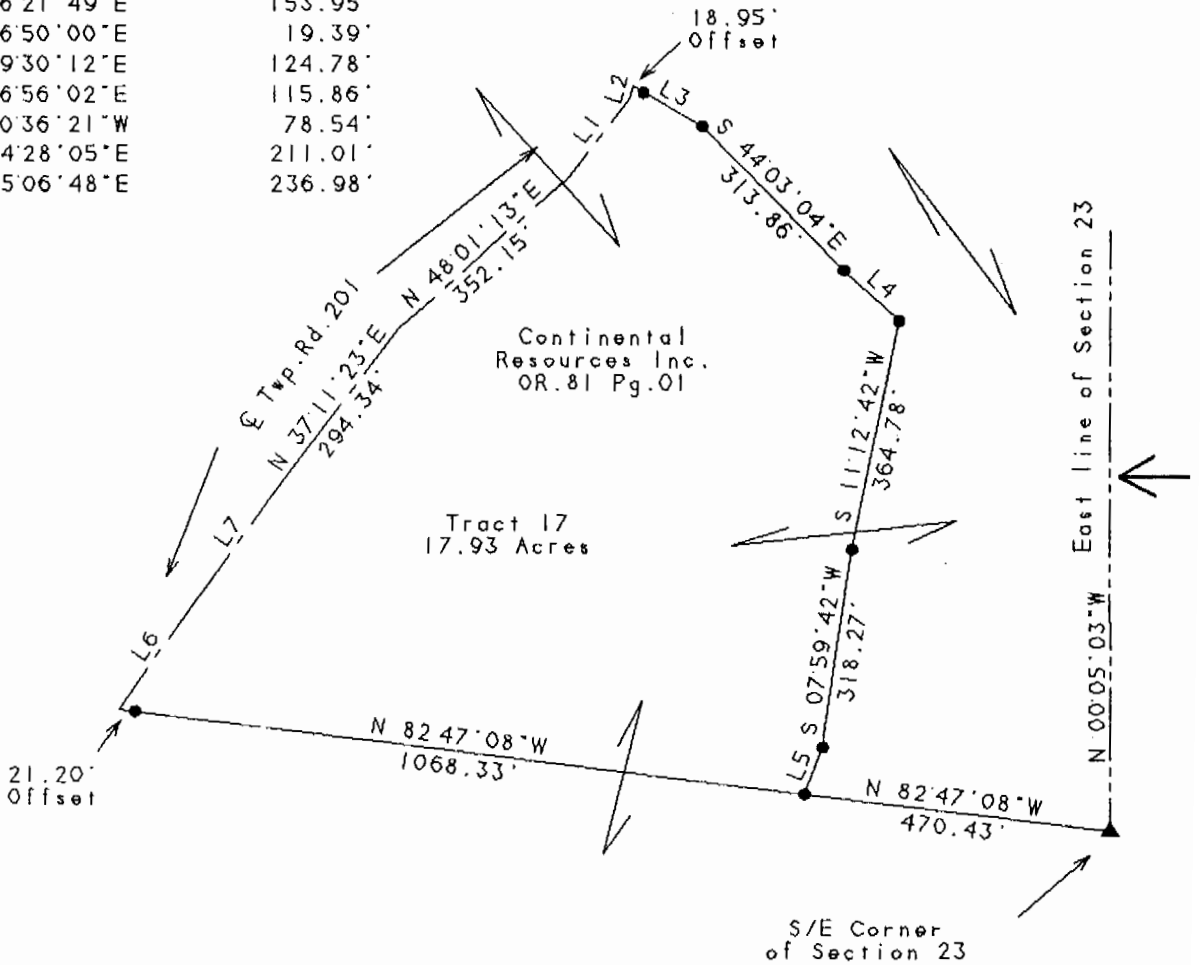 6°21'49"E 153.95'
6°50'00"E 19.39'
9°30'12"E 124.78'
6°56'02"E 115.86'
0°36'21"W 78.54'
4°28'05"E 211.01'
5°06'48"E 236.98'
18.95'
Offset
L2
L3
L1
S 44°03'04"E
313.86'
L4
N 48°01'13"E
352.15'
℄ Twp.Rd.201
N 37°11'23"E
294.34'
Continental
Resources Inc.
OR.81 Pg.01
S 11°12'42"W
364.78'
East line of Section 23
N 00°05'03"W
Tract 17
17.93 Acres
L7
L6
S 07°59'42"W
318.27'
L5
N 82°47'08"W
1068.33'
21.20'
Offset
N 82°47'08"W
470.43'
S/E Corner
of Section 23